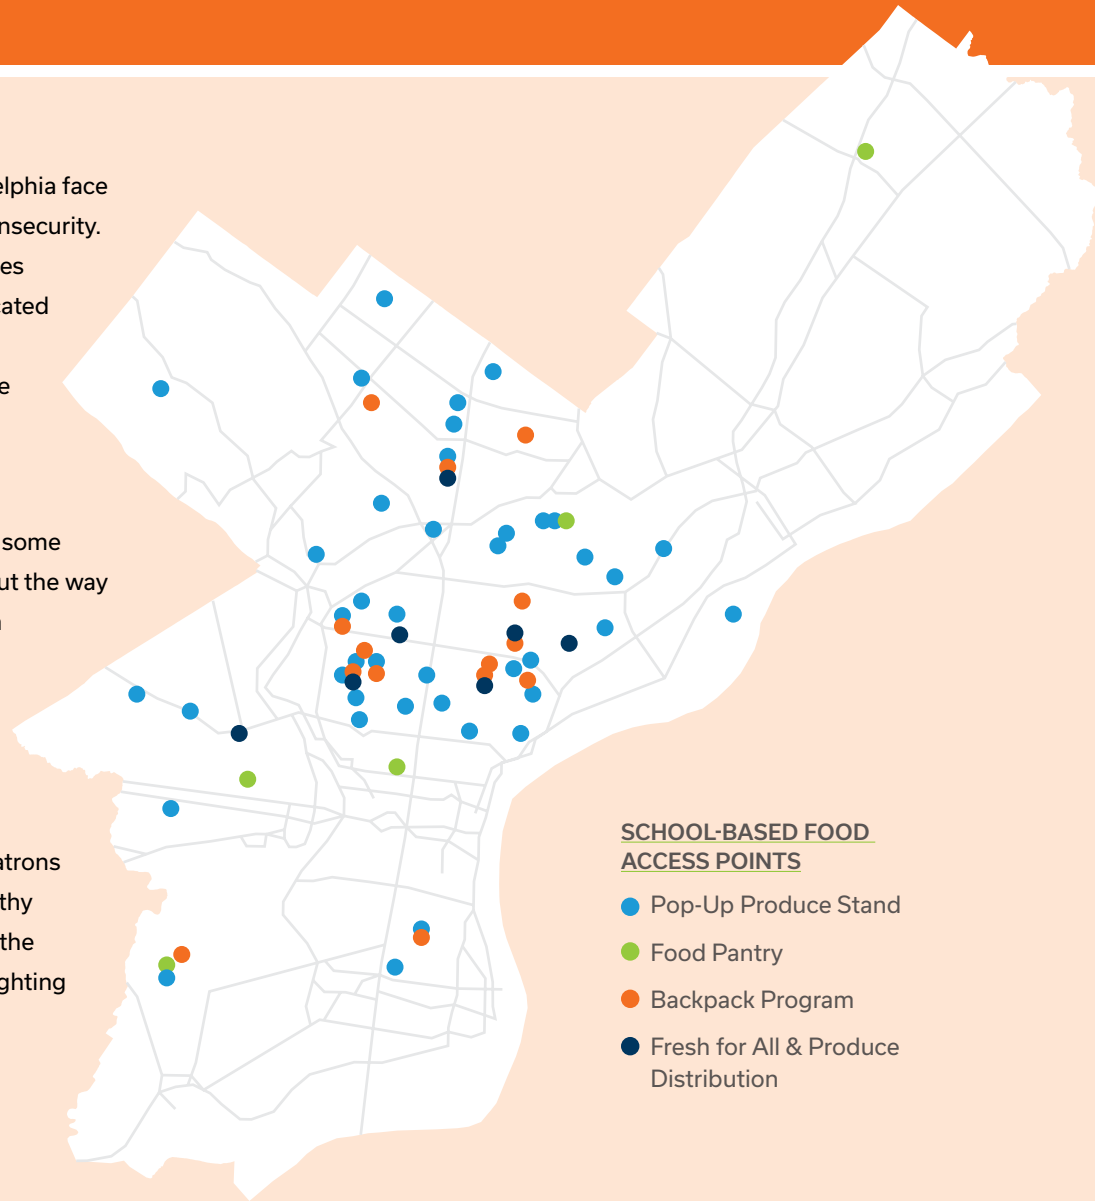 elphia face
nsecurity.
es
cated
e
some
ut the way
atrons
thy
the
ghting
SCHOOL-BASED FOOD
ACCESS POINTS
Pop-Up Produce Stand
Food Pantry
Backpack Program
Fresh for All & Produce
Distribution